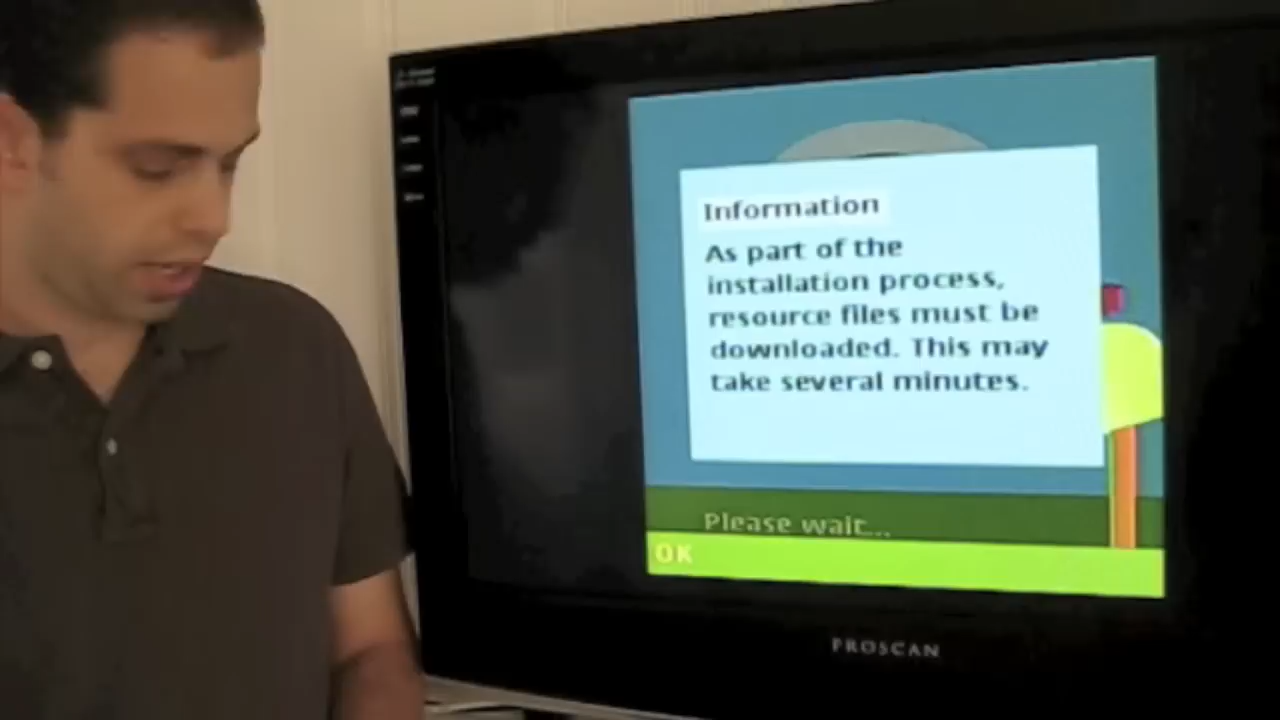 Information
As part of the
installation process,
resource files must be
downloaded. This may
take several minutes.
Please wait...
OK
PROSCAN